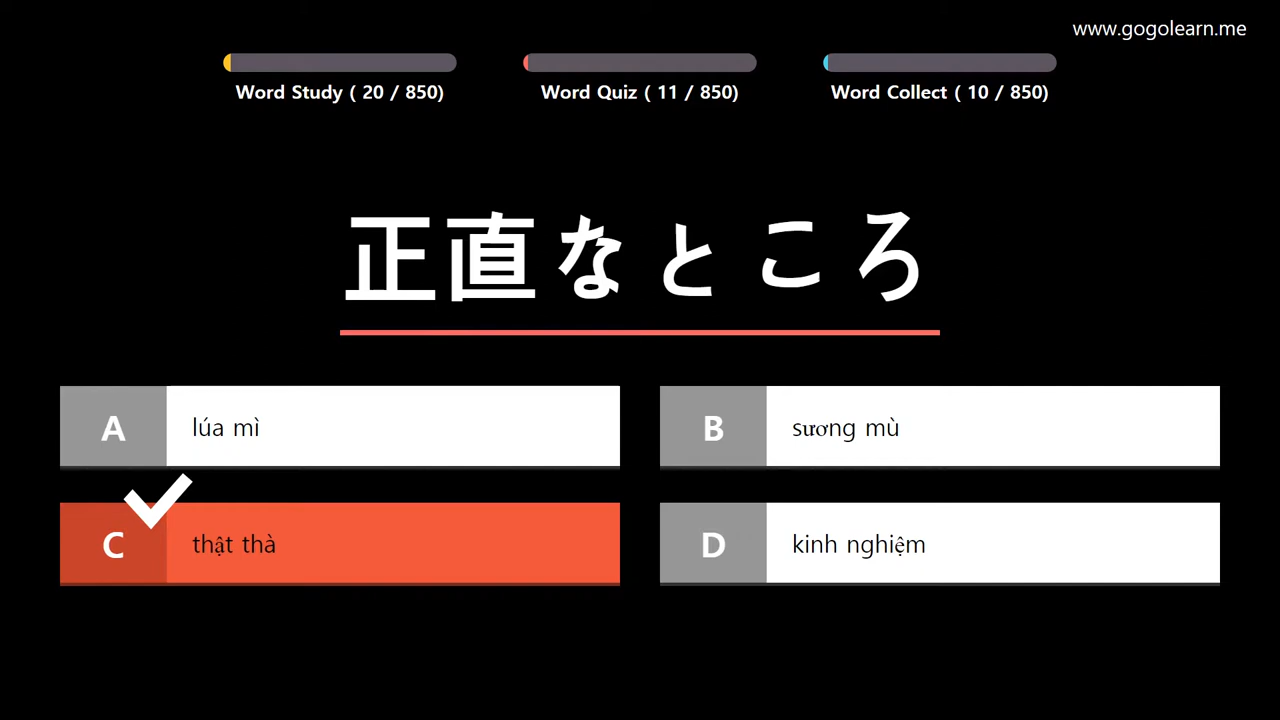 www.gogolearn.me
Word Study ( 20 / 850)
Word Quiz ( 11 / 850)
Word Collect ( 10 / 850)
正直なところ
A lúa mì
B sương mù
C thật thà
D kinh nghiệm